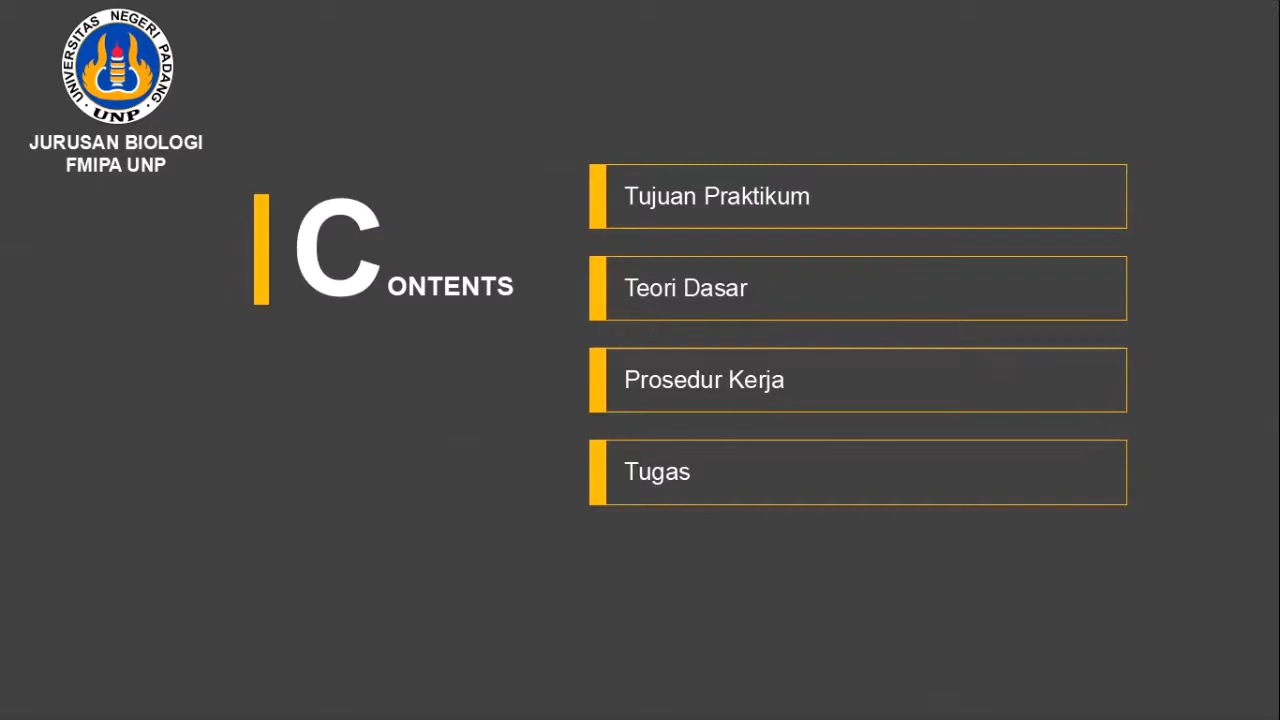 UNIVERSITAS NEGERI PADANG
UNP
JURUSAN BIOLOGI
FMIPA UNP
CONTENTS
Tujuan Praktikum
Teori Dasar
Prosedur Kerja
Tugas